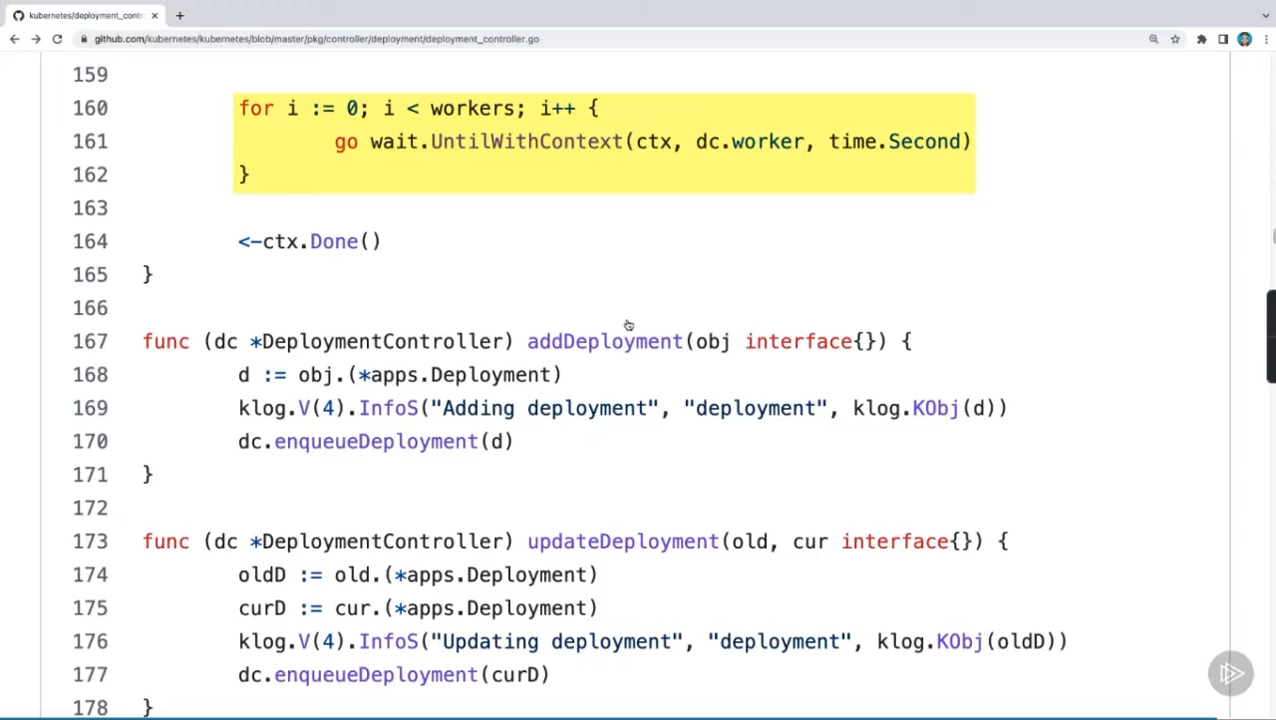 kubernetes/deployment_contr
github.com/kubernetes/kubernetes/blob/master/pkg/controller/deployment/deployment_controller.go
159
160 for i := 0; i < workers; i++ {
161 go wait.UntilWithContext(ctx, dc.worker, time.Second)
162 }
163
164 <-ctx.Done()
165 }
166
167 func (dc *DeploymentController) addDeployment(obj interface{}) {
168 d := obj.(*apps.Deployment)
169 klog.V(4).InfoS("Adding deployment", "deployment", klog.KObj(d))
170 dc.enqueueDeployment(d)
171 }
172
173 func (dc *DeploymentController) updateDeployment(old, cur interface{}) {
174 oldD := old.(*apps.Deployment)
175 curD := cur.(*apps.Deployment)
176 klog.V(4).InfoS("Updating deployment", "deployment", klog.KObj(oldD))
177 dc.enqueueDeployment(curD)
178 }